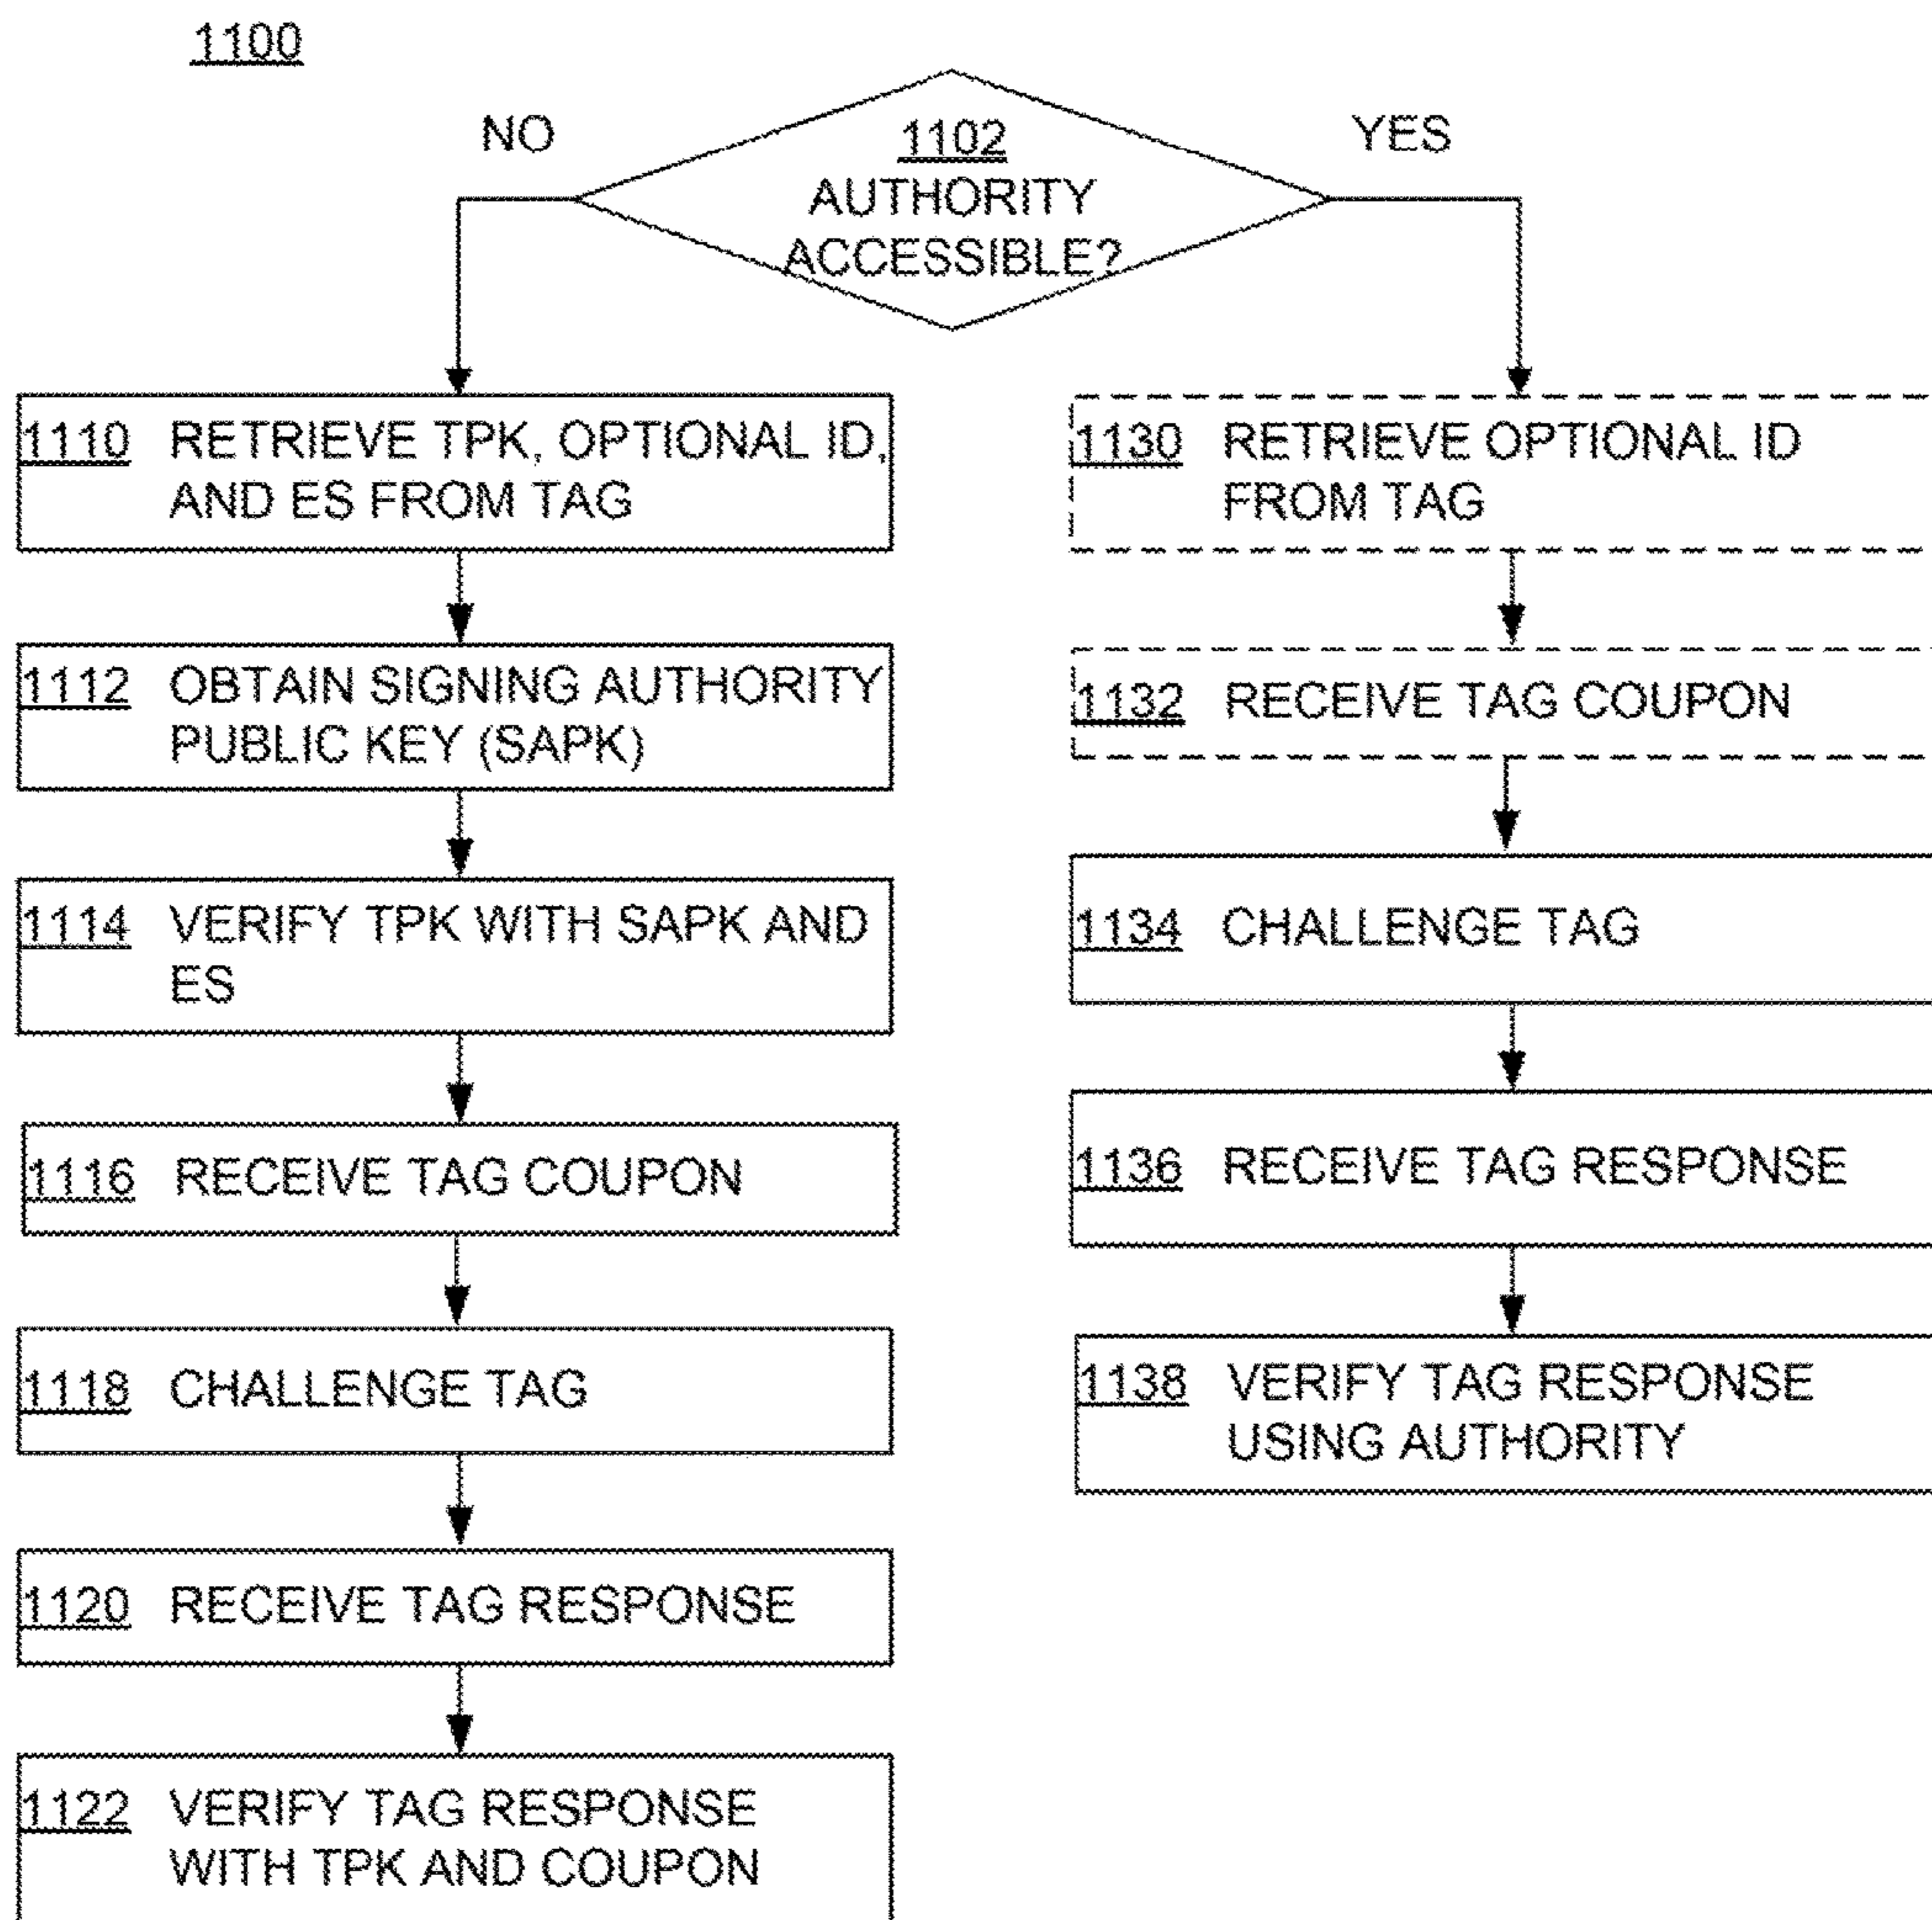 1100
NO
YES
1102
AUTHORITY
ACCESSIBLE?
1110 RETRIEVE TPK, OPTIONAL ID,
AND ES FROM TAG
1112 OBTAIN SIGNING AUTHORITY
PUBLIC KEY (SAPK)
1114 VERIFY TPK WITH SAPK AND
ES
1116 RECEIVE TAG COUPON
1118 CHALLENGE TAG
1120 RECEIVE TAG RESPONSE
1122 VERIFY TAG RESPONSE
WITH TPK AND COUPON
1130 RETRIEVE OPTIONAL ID
FROM TAG
1132 RECEIVE TAG COUPON
1134 CHALLENGE TAG
1136 RECEIVE TAG RESPONSE
1138 VERIFY TAG RESPONSE
USING AUTHORITY